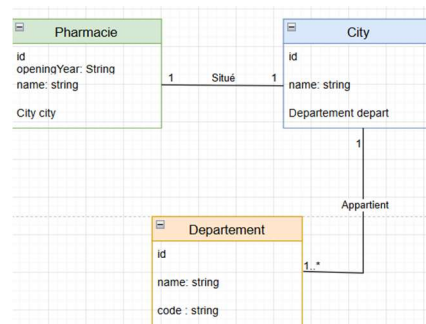 Pharmacie
id
openingYear: String
name: string
City city
1
Situé
1
City
id
name: string
Departement depart
1
Appartient
1..*
Departement
id
name: string
code : string